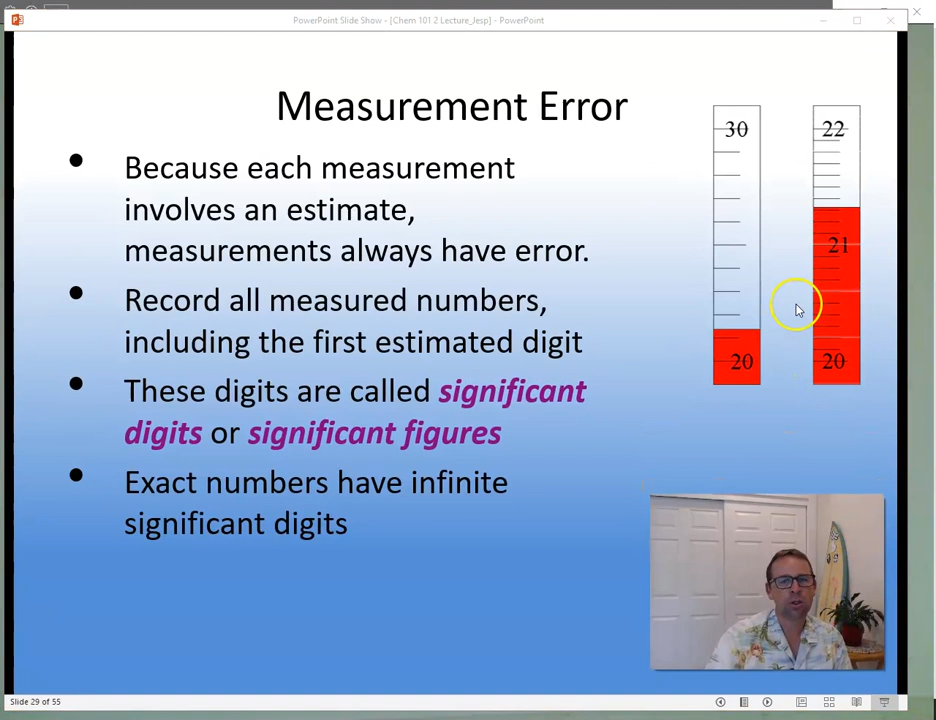 PowerPoint Slide Show - [Chem 101 2 Lecture_Jesp] - PowerPoint
Measurement Error
• Because each measurement
involves an estimate,
measurements always have error.
• Record all measured numbers,
including the first estimated digit
• These digits are called significant
digits or significant figures
• Exact numbers have infinite
significant digits
30
20
22
21
20
Slide 29 of 55